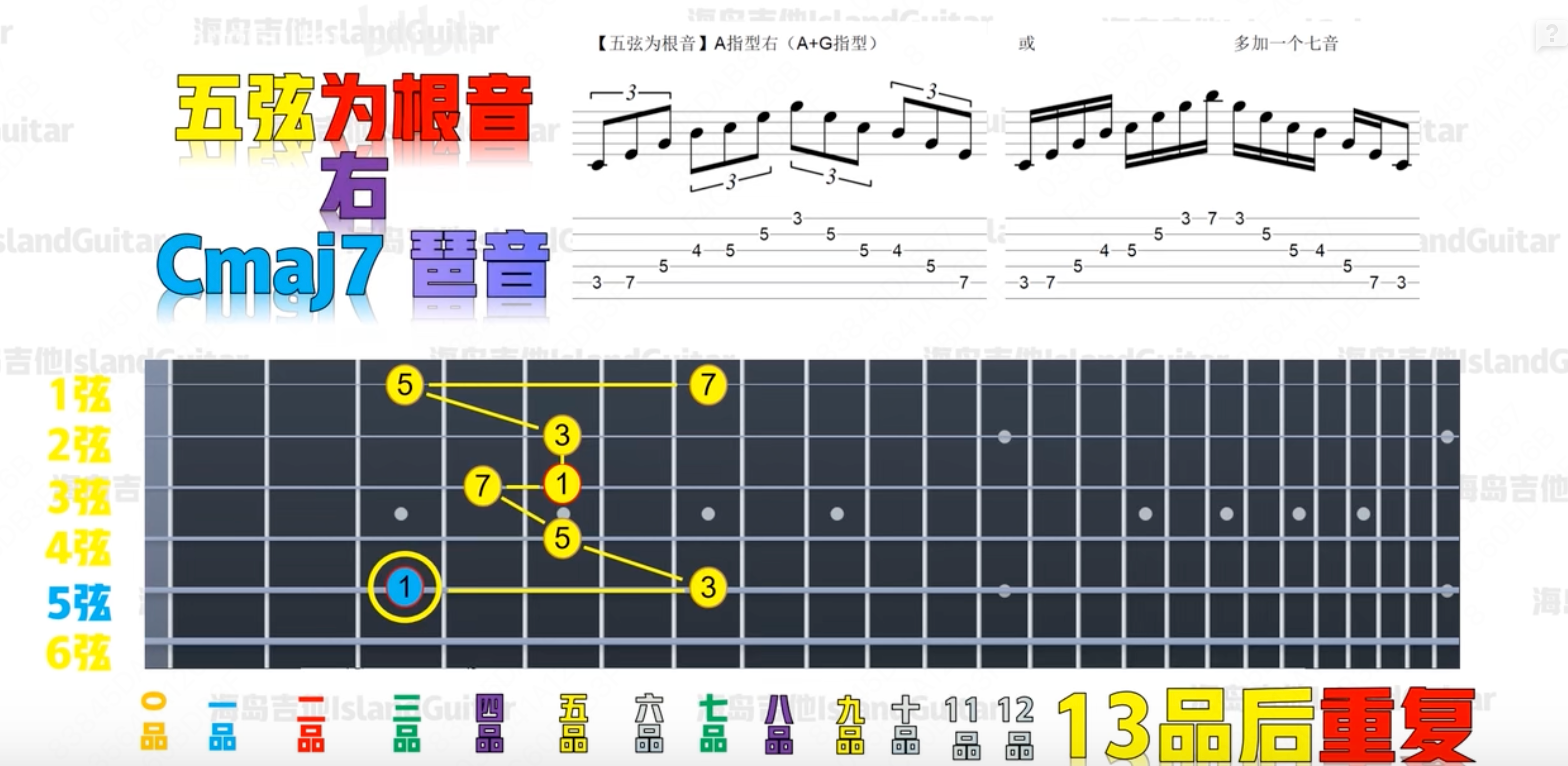 海岛吉他IslandGuitar
bilibili
【五弦为根音】A指型右（A+G指型）
或
多加一个七音
?
五弦为根音
右
Cmaj7 琶音
3
3
3
3
3 7 5 4 5 5 3 5 5 4 5 7
3 7 5 4 5 5 3 7 3 5 5 4 5 7 3
1弦
2弦
3弦
4弦
5弦
6弦
5 7
3
7 1
5
1 3
0品 一品 二品 三品 四品 五品 六品 七品 八品 九品 十品 11品 12品
13品后重复